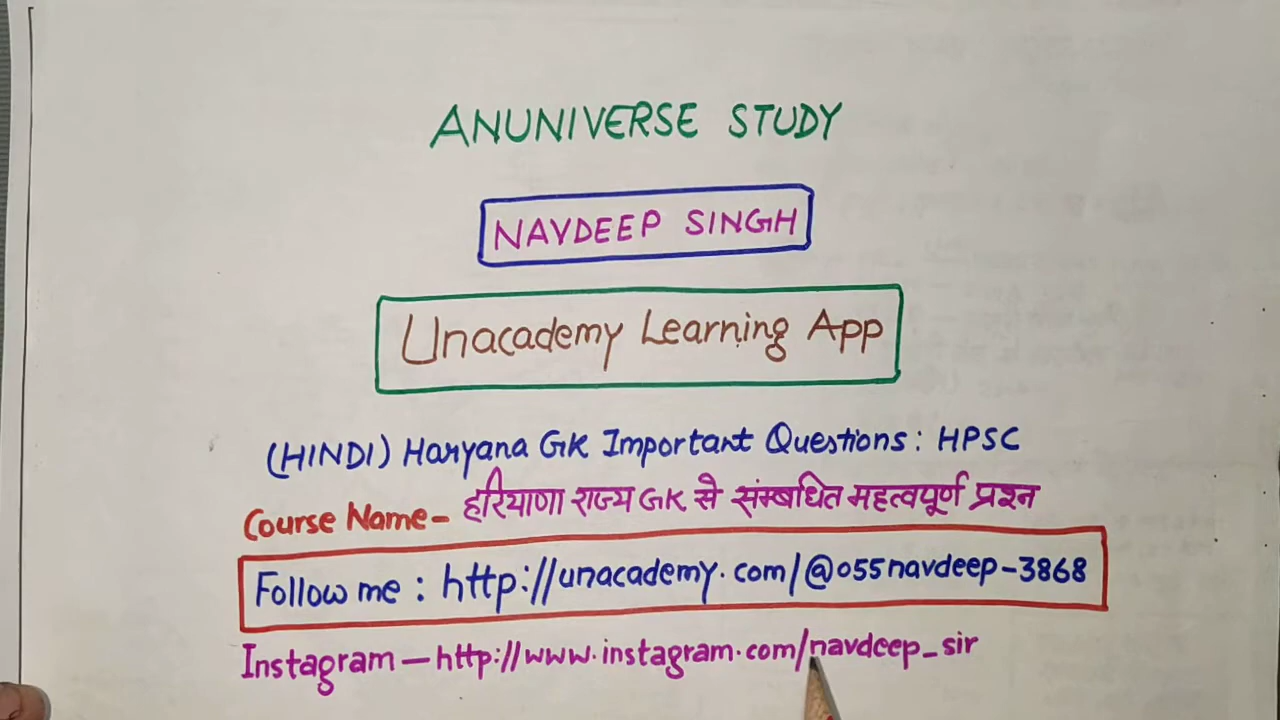 ANUNIVERSE STUDY
NAVDEEP SINGH
Unacademy Learning App
(HINDI) Haryana GK Important Questions: HPSC
Course Name- हरियाणा राज्य GK से संम्बधित महत्वपूर्ण प्रश्न
Follow me : http://unacademy.com/@055navdeep-3868
Instagram - http://www.instagram.com/navdeep_sir